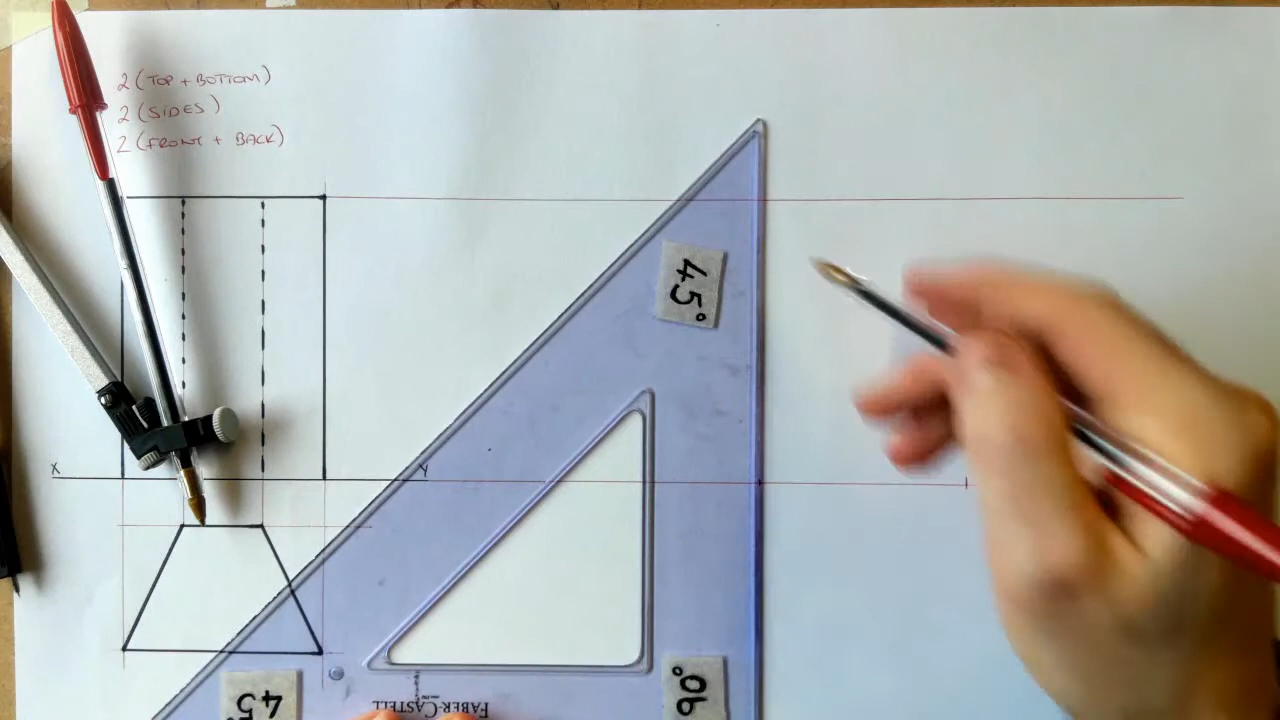 2 (TOP + BOTTOM)
2 (SIDES)
2 (FRONT + BACK)
45°
X
Y
45°
90°
FABER-CASTELL